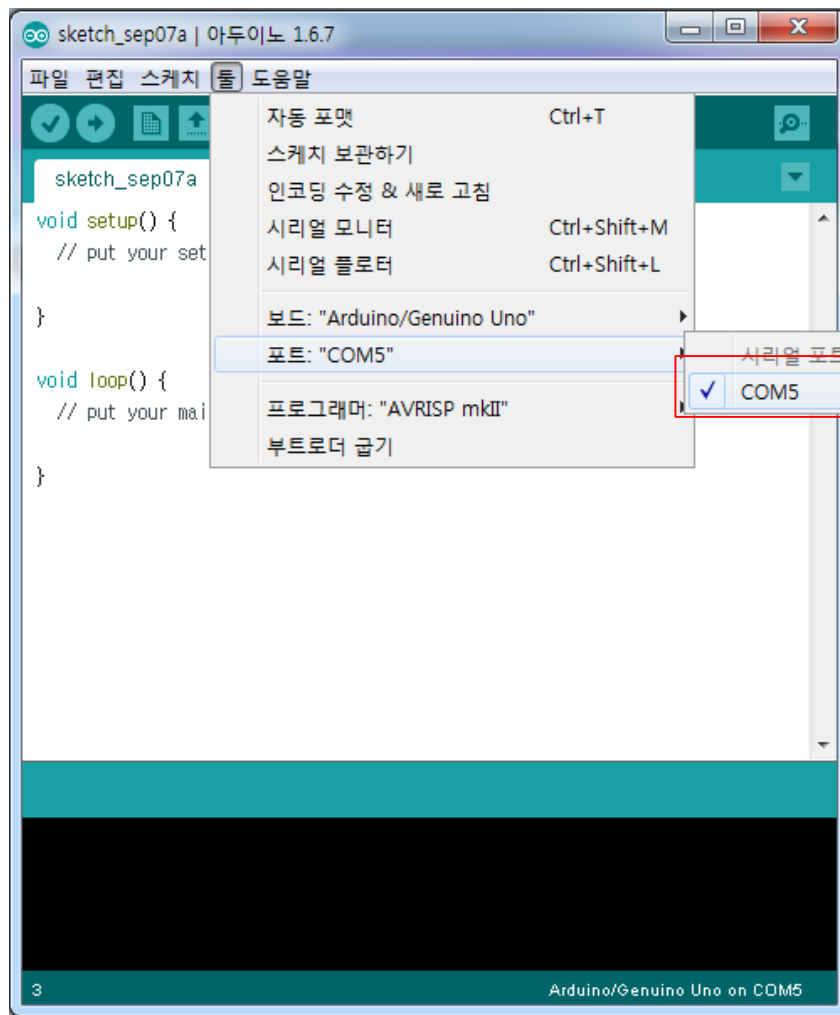 sketch_sep07a | 아두이노 1.6.7
파일 편집 스케치 툴 도움말
자동 포맷 Ctrl+T
스케치 보관하기
인코딩 수정 & 새로 고침
시리얼 모니터 Ctrl+Shift+M
시리얼 플로터 Ctrl+Shift+L
보드: "Arduino/Genuino Uno"
포트: "COM5"
프로그래머: "AVRISP mkII"
부트로더 굽기
시리얼 포트
COM5
sketch_sep07a
void setup() {
// put your set
}
void loop() {
// put your mai
}
3 Arduino/Genuino Uno on COM5